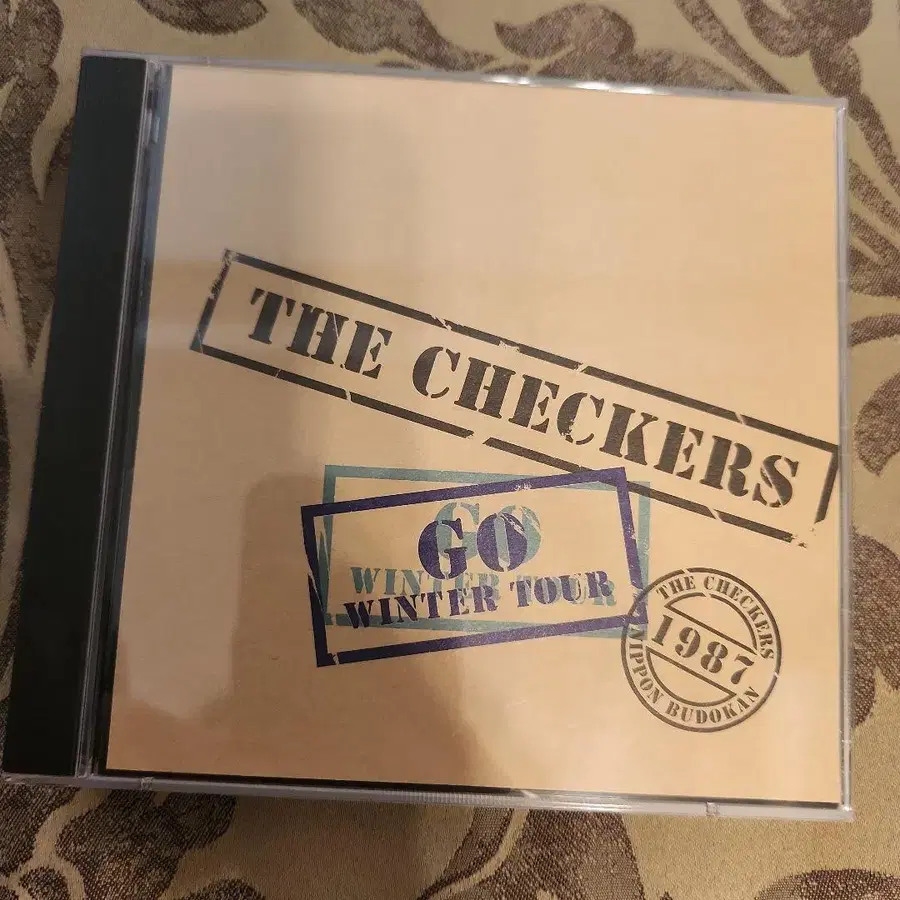 THE CHECKERS
GO
WINTER TOUR
GO
WINTER TOUR
THE CHECKERS
1987
NIPPON BUDOKAN